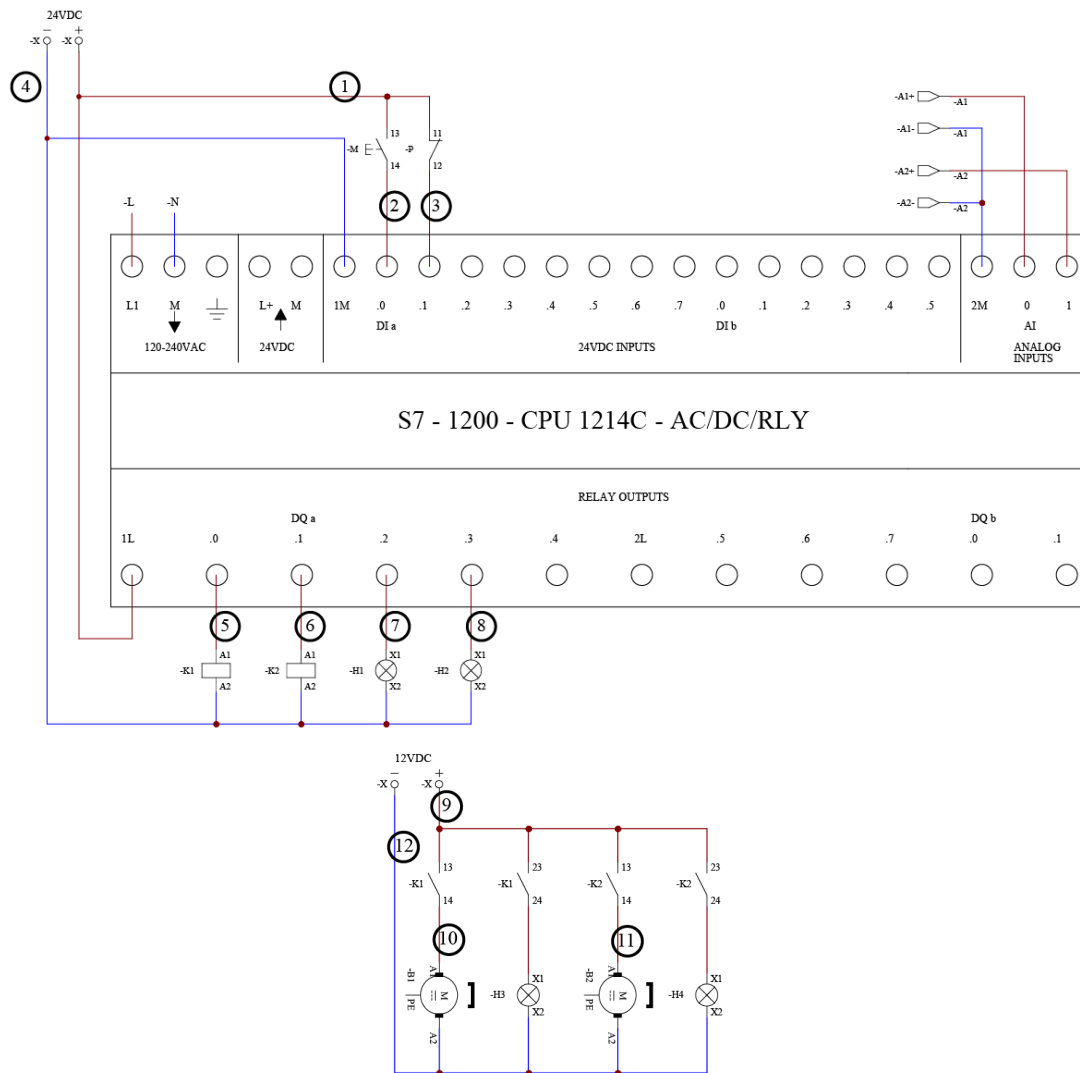 24VDC
− +
-X -X
4 1
-A1+ -A1
-A1- -A1
-A2+ -A2
-A2- -A2
13 11
-M -P
14 12
2 3
-L -N
L1 M L+ M 1M .0 .1 .2 .3 .4 .5 .6 .7 .0 .1 .2 .3 .4 .5 2M 0 1
DI a DI b AI
120-240VAC 24VDC 24VDC INPUTS ANALOG
INPUTS
S7 - 1200 - CPU 1214C - AC/DC/RLY
RELAY OUTPUTS
DQ a DQ b
1L .0 .1 .2 .3 .4 2L .5 .6 .7 .0 .1
5 6 7 8
A1 A1 X1 X1
-K1 -K2 -H1 -H2
A2 A2 X2 X2
12VDC
− +
-X -X
9
12
13 23 13 23
-K1 -K1 -K2 -K2
14 24 14 24
10 11
A1 A1
-B1 M PE -H3 X1 -B2 M PE -H4 X1
X2 X2
A2 A2